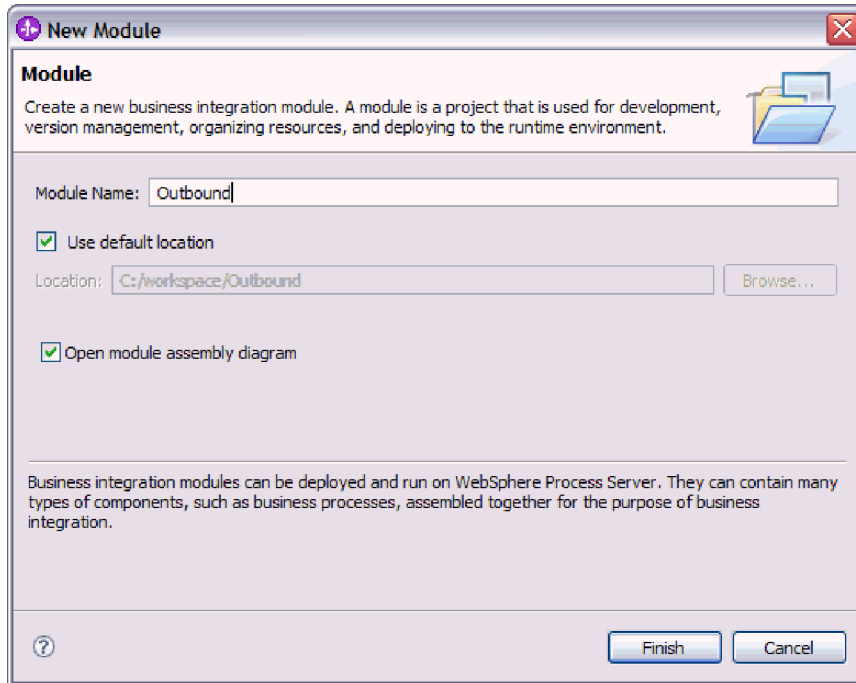 New Module
Module
Create a new business integration module. A module is a project that is used for development,
version management, organizing resources, and deploying to the runtime environment.
Module Name: Outbound
Use default location
Location: C:/workspace/Outbound Browse...
Open module assembly diagram
Business integration modules can be deployed and run on WebSphere Process Server. They can contain many
types of components, such as business processes, assembled together for the purpose of business
integration.
? Finish Cancel